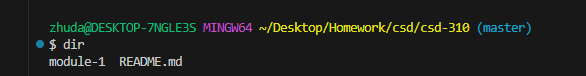 zhuda@DESKTOP-7NGLE3S MINGW64 ~/Desktop/Homework/csd/csd-310 (master)
$ dir
module-1  README.md